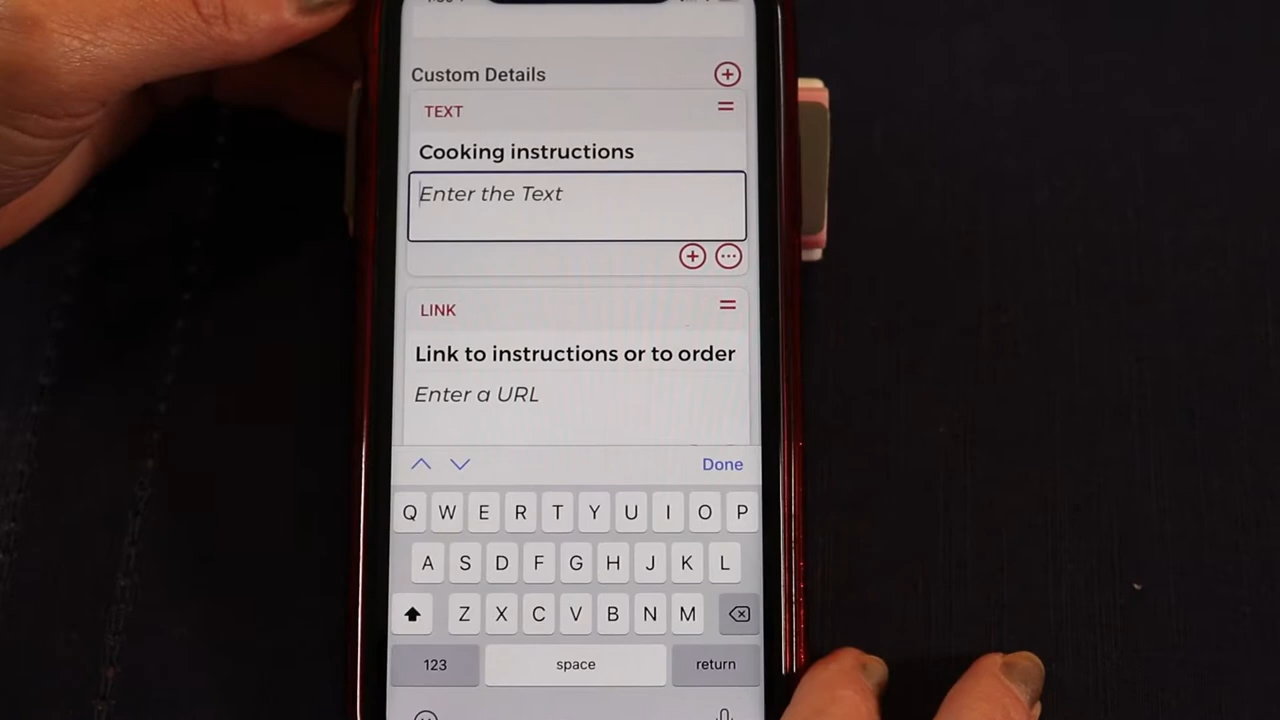 Custom Details
TEXT
Cooking instructions
Enter the Text
LINK
Link to instructions or to order
Enter a URL
Done
Q W E R T Y U I O P
A S D F G H J K L
Z X C V B N M
123 space return